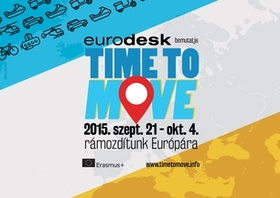 eurodesk bemutatja
TIME TO
MOVE
2015. szept. 21 - okt. 4.
rámozdítunk Európára
Erasmus+
www.timetomove.info